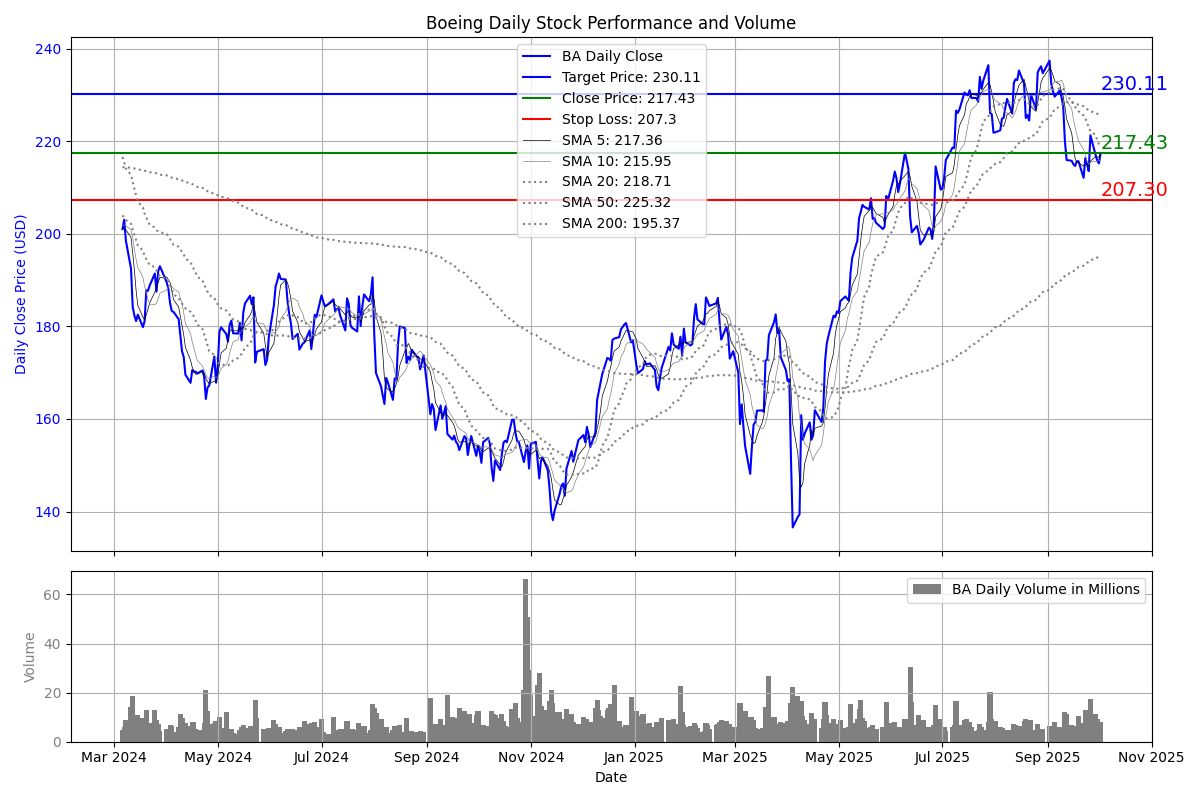 Boeing Daily Stock Performance and Volume
Daily Close Price (USD)
240
220
200
180
160
140
BA Daily Close
Target Price: 230.11
Close Price: 217.43
Stop Loss: 207.3
SMA 5: 217.36
SMA 10: 215.95
SMA 20: 218.71
SMA 50: 225.32
SMA 200: 195.37
230.11
217.43
207.30
Volume
60
40
20
0
BA Daily Volume in Millions
Mar 2024 May 2024 Jul 2024 Sep 2024 Nov 2024 Jan 2025 Mar 2025 May 2025 Jul 2025 Sep 2025 Nov 2025
Date